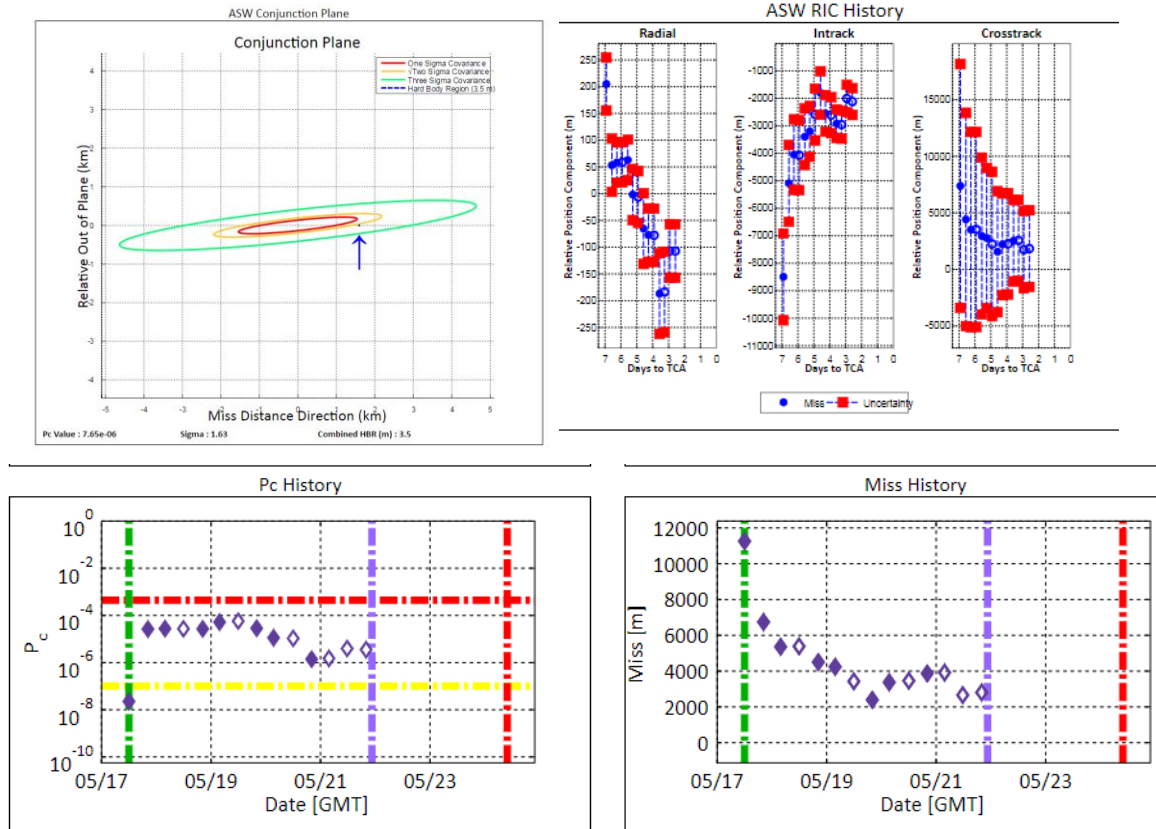 ASW Conjunction Plane
Conjunction Plane
One Sigma Covariance
√Two Sigma Covariance
Three Sigma Covariance
Hard Body Region (3.5 m)
Relative Out of Plane (km)
4
3
2
1
0
-1
-2
-3
-4
-5 -4 -3 -2 -1 0 1 2 3 4 5
Miss Distance Direction (km)
Pc Value : 7.65e-06 Sigma : 1.63 Combined HBR (m) : 3.5
ASW RIC History
Radial Intrack Crosstrack
Relative Position Component (m)
250
200
150
100
50
0
-50
-100
-150
-200
-250
7 6 5 4 3 2 1 0
Days to TCA
Relative Position Component (m)
-1000
-2000
-3000
-4000
-5000
-6000
-7000
-8000
-9000
-10000
-11000
7 6 5 4 3 2 1 0
Days to TCA
Relative Position Component (m)
15000
10000
5000
0
-5000
7 6 5 4 3 2 1 0
Days to TCA
Miss Uncertainty
Pc History
P c
10 0
10 -2
10 -4
10 -6
10 -8
10 -10
05/17 05/19 05/21 05/23
Date [GMT]
Miss History
Miss [m]
12000
10000
8000
6000
4000
2000
0
05/17 05/19 05/21 05/23
Date [GMT]